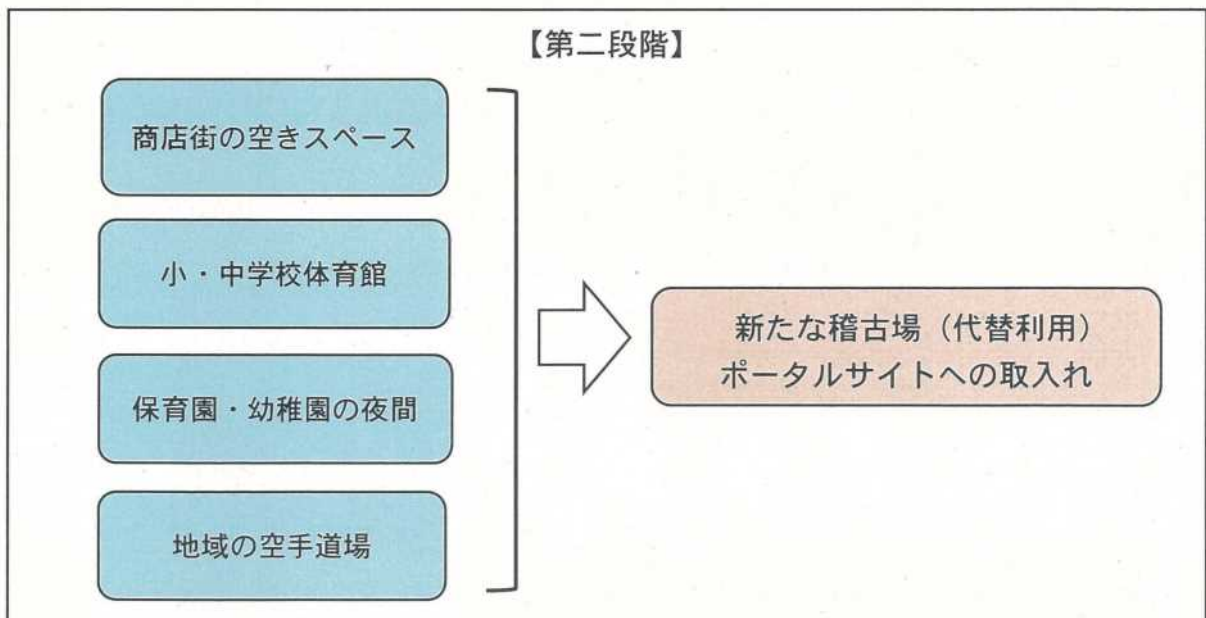 【第二段階】
商店街の空きスペース
小・中学校体育館
保育園・幼稚園の夜間
地域の空手道場
新たな稽古場（代替利用）
ポータルサイトへの取入れ